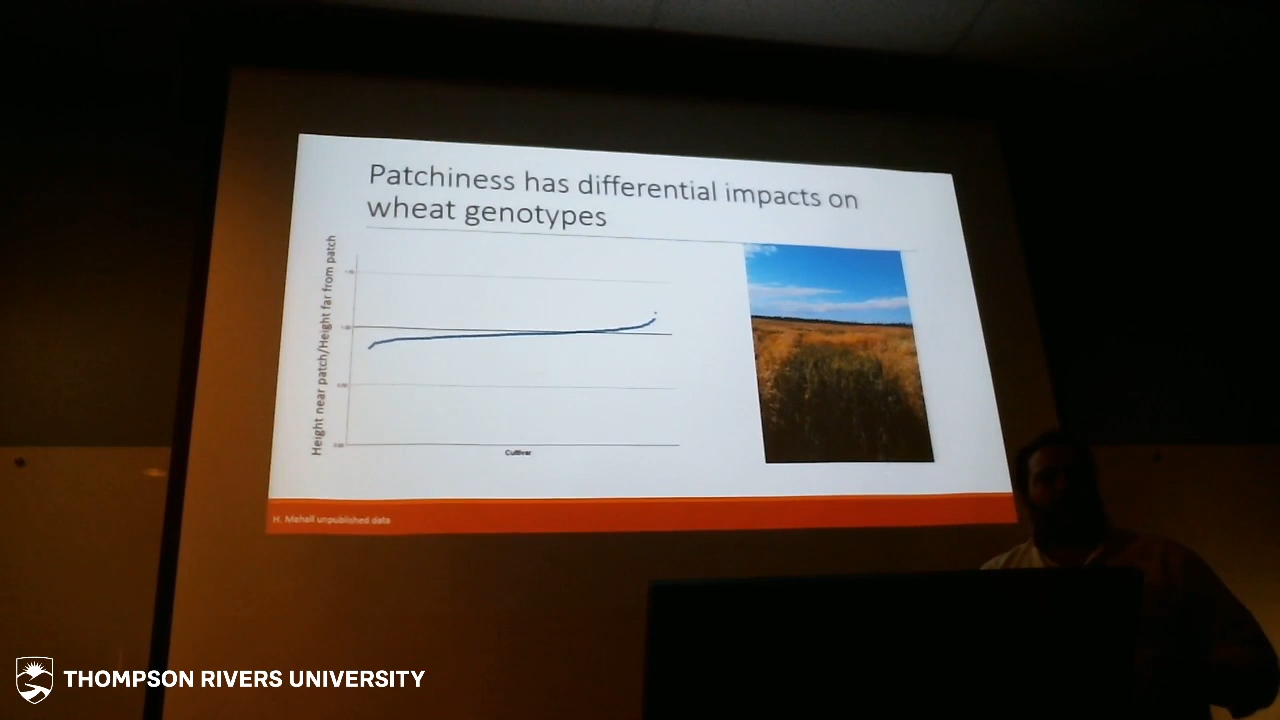 Patchiness has differential impacts on
wheat genotypes
Height near patch/Height far from patch
Cultivar
H. Mahall unpublished data
THOMPSON RIVERS UNIVERSITY